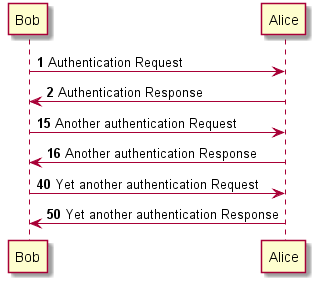 Bob Alice
1 Authentication Request
2 Authentication Response
15 Another authentication Request
16 Another authentication Response
40 Yet another authentication Request
50 Yet another authentication Response
Bob Alice